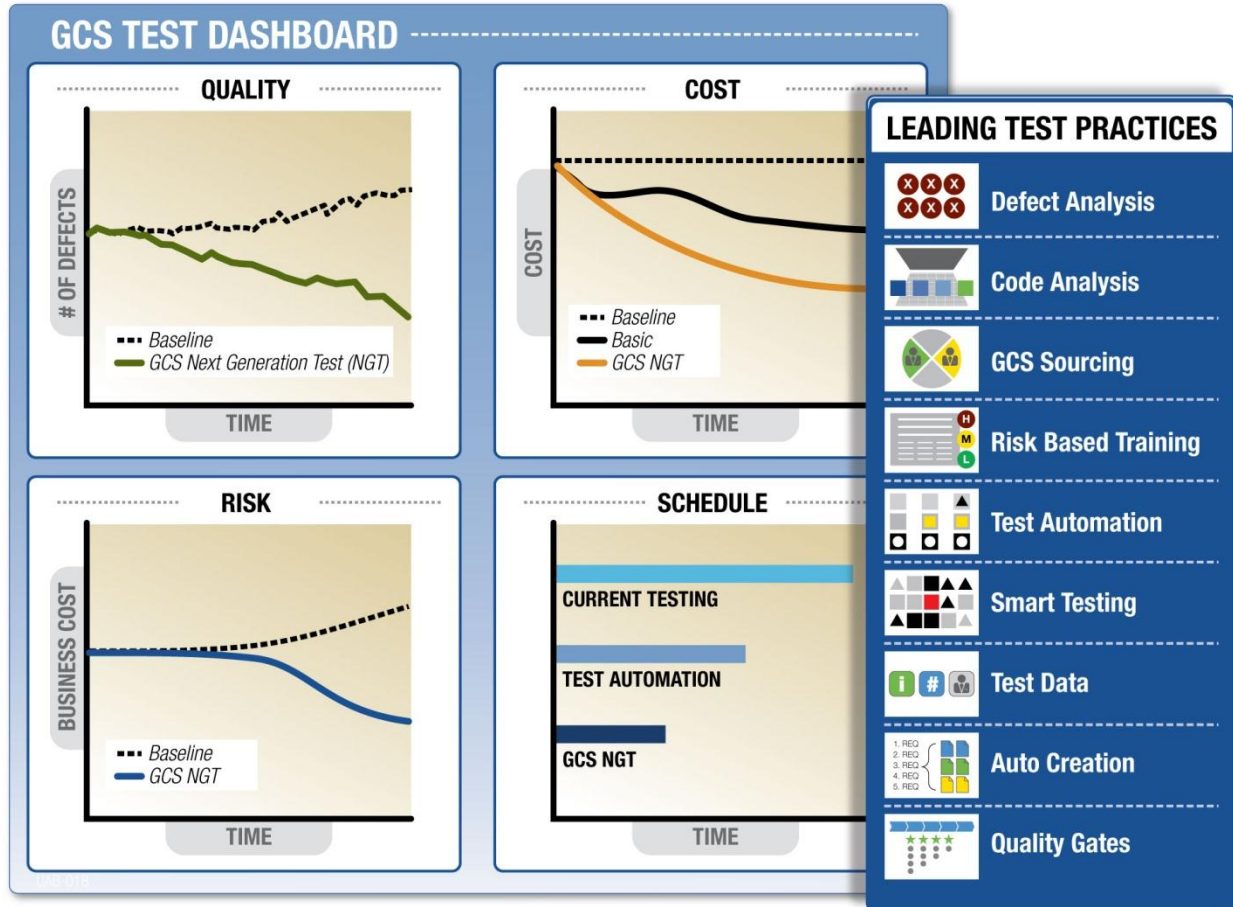 GCS TEST DASHBOARD
QUALITY
# OF DEFECTS
Baseline
GCS Next Generation Test (NGT)
TIME
COST
COST
Baseline
Basic
GCS NGT
TIME
RISK
BUSINESS COST
Baseline
GCS NGT
TIME
SCHEDULE
CURRENT TESTING
TEST AUTOMATION
GCS NGT
TIME
LEADING TEST PRACTICES
X X X
X X X
Defect Analysis
Code Analysis
GCS Sourcing
H
M
L
Risk Based Training
Test Automation
Smart Testing
i #
Test Data
1. REQ
2. REQ
3. REQ
4. REQ
5. REQ
Auto Creation
Quality Gates